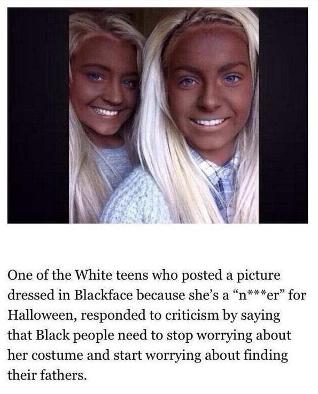 One of the White teens who posted a picture
dressed in Blackface because she's a "n***er" for
Halloween, responded to criticism by saying
that Black people need to stop worrying about
her costume and start worrying about finding
their fathers.